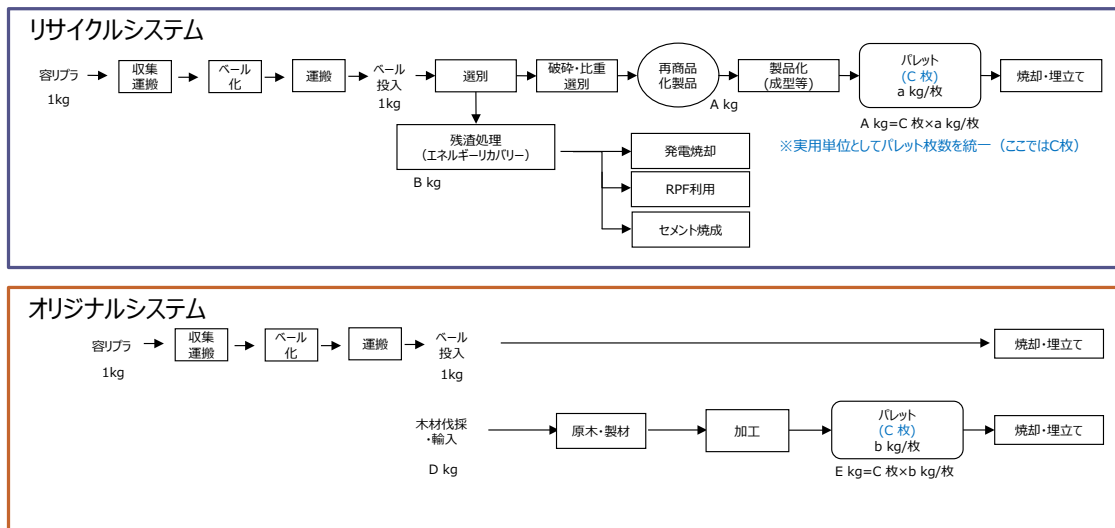 リサイクルシステム
容リプラ
1kg
収集
運搬
ベール
化
運搬
ベール
投入
1kg
選別
破砕・比重
選別
再商品
化製品
A kg
製品化
(成型等)
パレット
(C 枚)
a kg/枚
焼却・埋立て
A kg=C 枚×a kg/枚
※実用単位としてパレット枚数を統一（ここではC枚）
残渣処理
（エネルギーリカバリー）
B kg
発電焼却
RPF利用
セメント焼成
オリジナルシステム
容リプラ
1kg
収集
運搬
ベール
化
運搬
ベール
投入
1kg
焼却・埋立て
木材伐採
・輸入
D kg
原木・製材
加工
パレット
(C 枚)
b kg/枚
焼却・埋立て
E kg=C 枚×b kg/枚